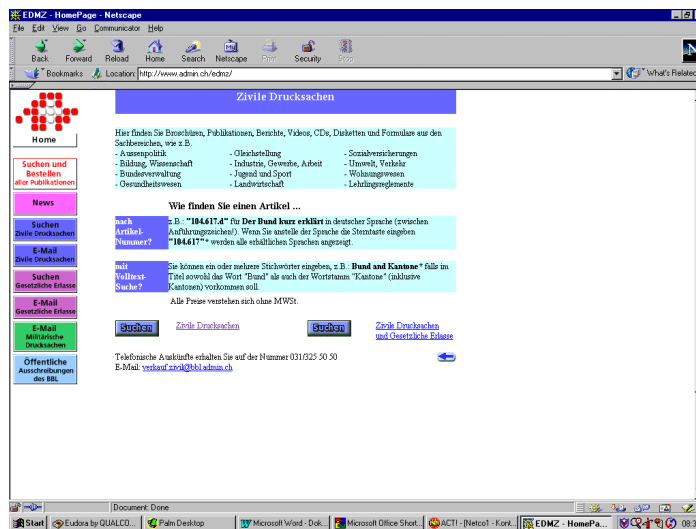 EDMZ - HomePage - Netscape
File Edit View Go Communicator Help
Back Forward Reload Home Search Netscape Print Security Stop
Bookmarks Location: http://www.admin.ch/edmz/ What's Related
Zivile Drucksachen
Home
Suchen und
Bestellen
aller Publikationen
News
Suchen
Zivile Drucksachen
E-Mail
Zivile Drucksachen
Suchen
Gesetzliche Erlasse
E-Mail
Gesetzliche Erlasse
E-Mail
Militärische
Drucksachen
Öffentliche
Ausschreibungen
des BBL
Hier finden Sie Broschüren, Publikationen, Berichte, Videos, CDs, Disketten und Formulare aus den
Sachbereichen, wie z.B.
- Aussenpolitik - Gleichstellung - Sozialversicherungen
- Bildung, Wissenschaft - Industrie, Gewerbe, Arbeit - Umwelt, Verkehr
- Bundesverwaltung - Jugend und Sport - Wohnungswesen
- Gesundheitswesen - Landwirtschaft - Lehrlingsreglemente
Wie finden Sie einen Artikel ...
nach
Artikel-
Nummer?
z.B.: "104.617.d" für Der Bund kurz erklärt in deutscher Sprache (zwischen
Anführungszeichen!). Wenn Sie anstelle der Sprache die Sterntaste eingeben
"104.617"* werden alle erhältlichen Sprachen angezeigt.
mit
Volltext-
Suche?
Sie können ein oder mehrere Stichwörter eingeben, z.B.: Bund and Kantone* falls im
Titel sowohl das Wort "Bund" als auch der Wortstamm "Kantone" (inklusive
Kantonen) vorkommen soll.
Alle Preise verstehen sich ohne MWSt.
Suchen Zivile Drucksachen Suchen Zivile Drucksachen
und Gesetzliche Erlasse
Telefonische Auskünfte erhalten Sie auf der Nummer 031/325 50 50
E-Mail: verkauf.zivil@bbl.admin.ch
Document: Done
Start Eudora by QUALCO... Palm Desktop Microsoft Word - Dok... Microsoft Office Short... ACT! - [Netco1 - Kont... EDMZ - HomePa...